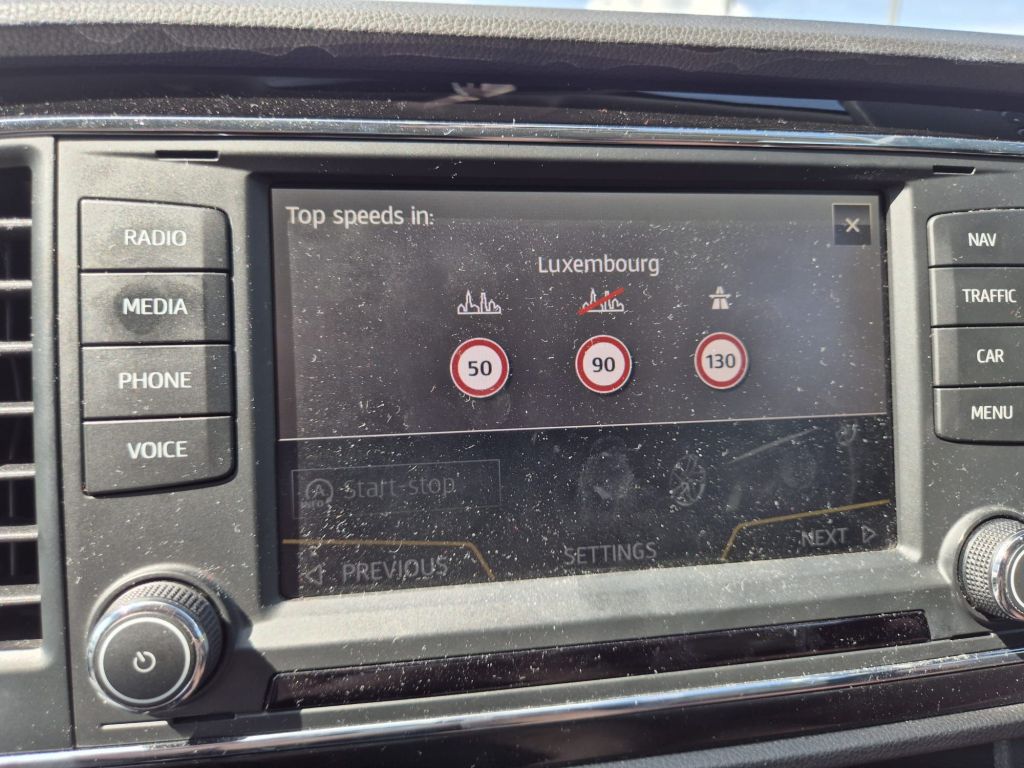 Top speeds in:
Luxembourg
50 90 130
Start-stop
PREVIOUS
SETTINGS
NEXT
RADIO
MEDIA
PHONE
VOICE
NAV
TRAFFIC
CAR
MENU